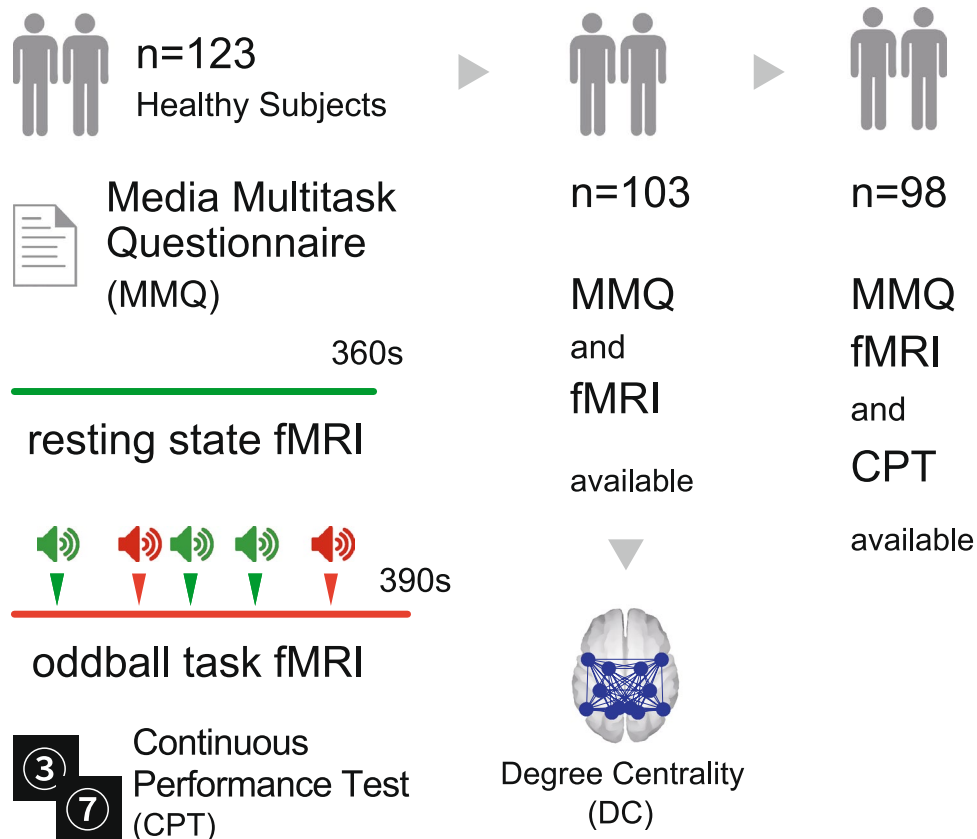 n=123
Healthy Subjects
Media Multitask
Questionnaire
(MMQ)
360s
resting state fMRI
390s
oddball task fMRI
3
7
Continuous
Performance Test
(CPT)
n=103
MMQ
and
fMRI
available
Degree Centrality
(DC)
n=98
MMQ
fMRI
and
CPT
available